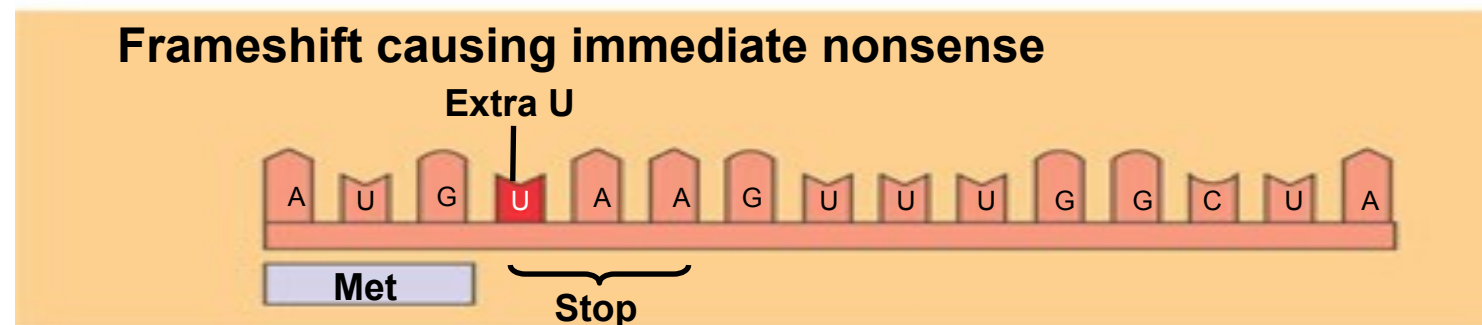 Frameshift causing immediate nonsense
Extra U
A U G U A A G U U U G G C U A
Met
Stop